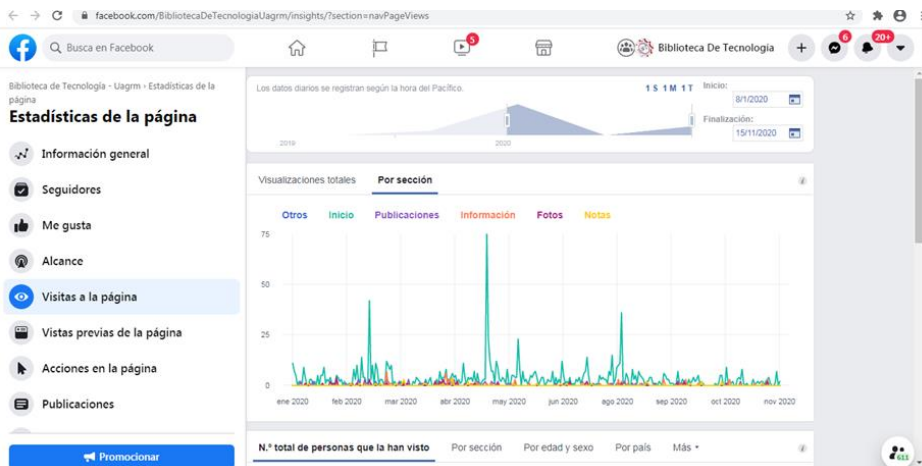 facebook.com/BibliotecaDeTecnologiaUagrm/insights/?section=navPageViews
Busca en Facebook
5
Biblioteca De Tecnologia
6
20+
Biblioteca de Tecnología - Uagrm › Estadísticas de la
página
Estadísticas de la página
Información general
Seguidores
Me gusta
Alcance
Visitas a la página
Vistas previas de la página
Acciones en la página
Publicaciones
Promocionar
Los datos diarios se registran según la hora del Pacífico.
1 S 1 M 1 T
Inicio:
8/1/2020
Finalización:
15/11/2020
2019
2020
Visualizaciones totales
Por sección
Otros Inicio Publicaciones Información Fotos Notas
75
50
25
0
ene 2020 feb 2020 mar 2020 abr 2020 may 2020 jun 2020 ago 2020 sep 2020 oct 2020 nov 2020
N.º total de personas que la han visto Por sección Por edad y sexo Por país Más
611